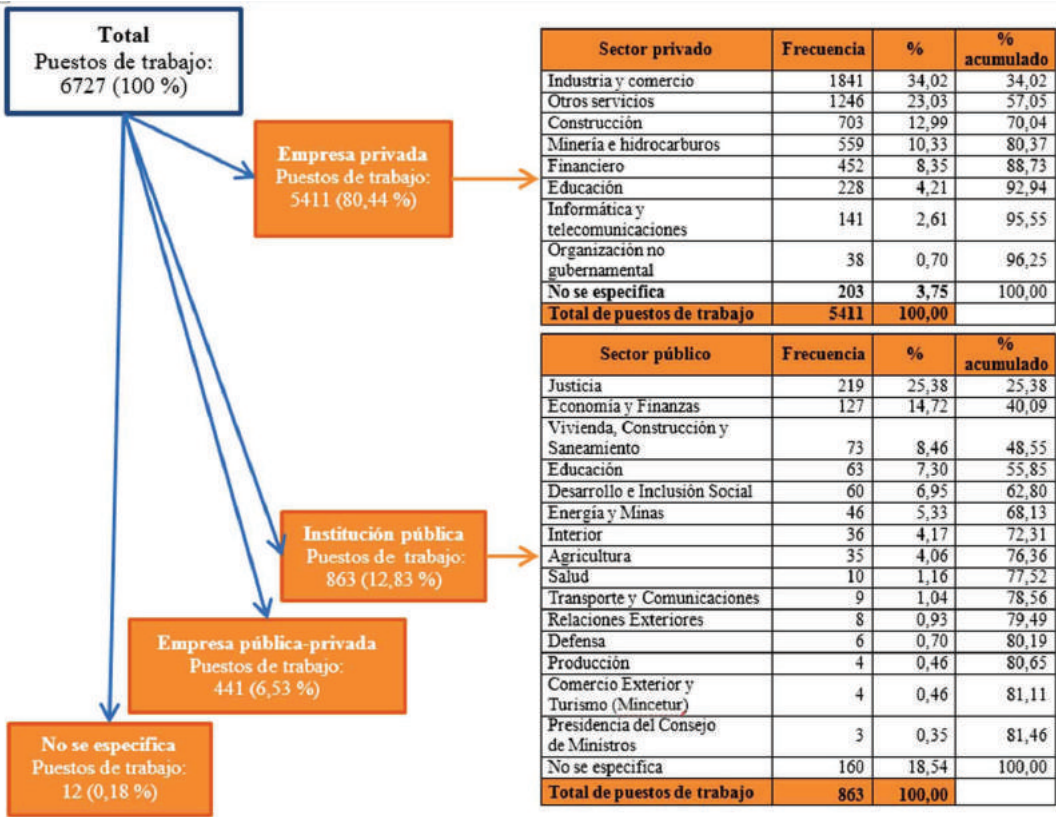 Total
Puestos de trabajo:
6727 (100 %)
Empresa privada
Puestos de trabajo:
5411 (80,44 %)
Institución pública
Puestos de trabajo:
863 (12,83 %)
Empresa pública-privada
Puestos de trabajo:
441 (6,53 %)
No se especifica
Puestos de trabajo:
12 (0,18 %)
Sector privado Frecuencia % % acumulado
Industria y comercio 1841 34,02 34,02
Otros servicios 1246 23,03 57,05
Construcción 703 12,99 70,04
Minería e hidrocarburos 559 10,33 80,37
Financiero 452 8,35 88,73
Educación 228 4,21 92,94
Informática y
telecomunicaciones 141 2,61 95,55
Organización no
gubernamental 38 0,70 96,25
No se especifica 203 3,75 100,00
Total de puestos de trabajo 5411 100,00
Sector público Frecuencia % % acumulado
Justicia 219 25,38 25,38
Economía y Finanzas 127 14,72 40,09
Vivienda, Construcción y
Saneamiento 73 8,46 48,55
Educación 63 7,30 55,85
Desarrollo e Inclusión Social 60 6,95 62,80
Energía y Minas 46 5,33 68,13
Interior 36 4,17 72,31
Agricultura 35 4,06 76,36
Salud 10 1,16 77,52
Transporte y Comunicaciones 9 1,04 78,56
Relaciones Exteriores 8 0,93 79,49
Defensa 6 0,70 80,19
Producción 4 0,46 80,65
Comercio Exterior y
Turismo (Mincetur) 4 0,46 81,11
Presidencia del Consejo
de Ministros 3 0,35 81,46
No se especifica 160 18,54 100,00
Total de puestos de trabajo 863 100,00